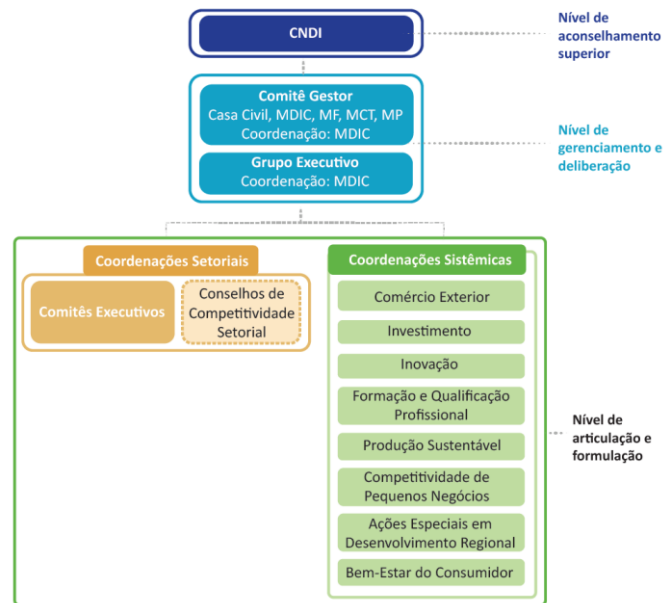 CNDI
Nível de
aconselhamento
superior
Comitê Gestor
Casa Civil, MDIC, MF, MCT, MP
Coordenação: MDIC
Grupo Executivo
Coordenação: MDIC
Nível de
gerenciamento e
deliberação
Coordenações Setoriais
Comitês Executivos
Conselhos de
Competitividade
Setorial
Coordenações Sistêmicas
Comércio Exterior
Investimento
Inovação
Formação e Qualificação
Profissional
Produção Sustentável
Competitividade de
Pequenos Negócios
Ações Especiais em
Desenvolvimento Regional
Bem-Estar do Consumidor
Nível de
articulação e
formulação